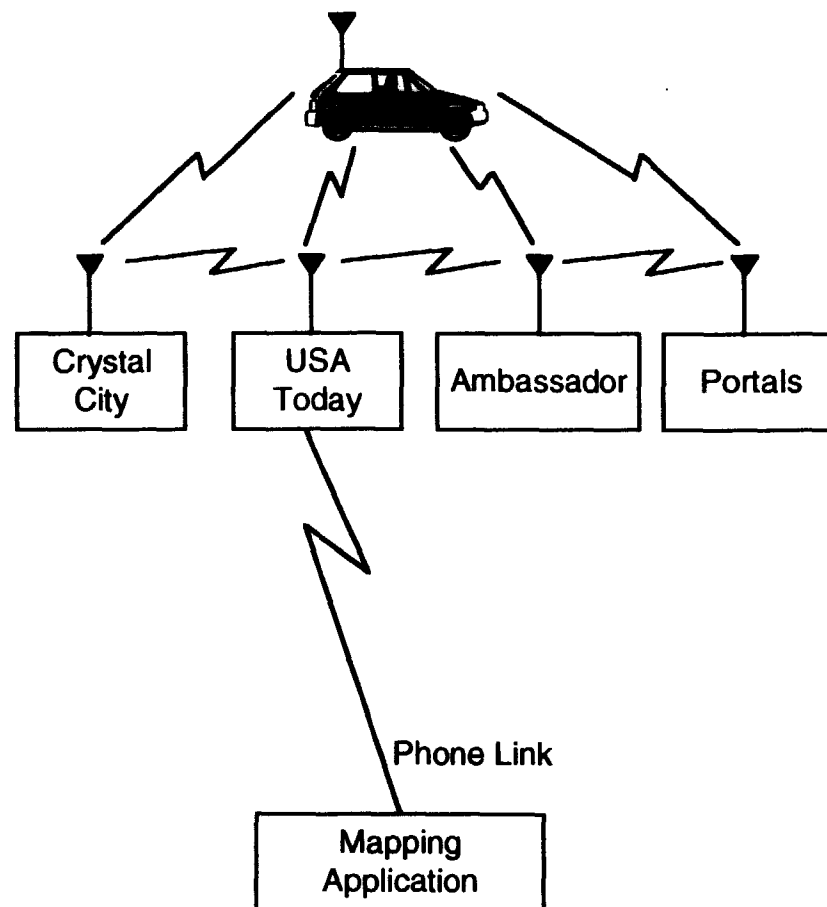 Crystal
City
USA
Today
Ambassador
Portals
Phone Link
Mapping
Application